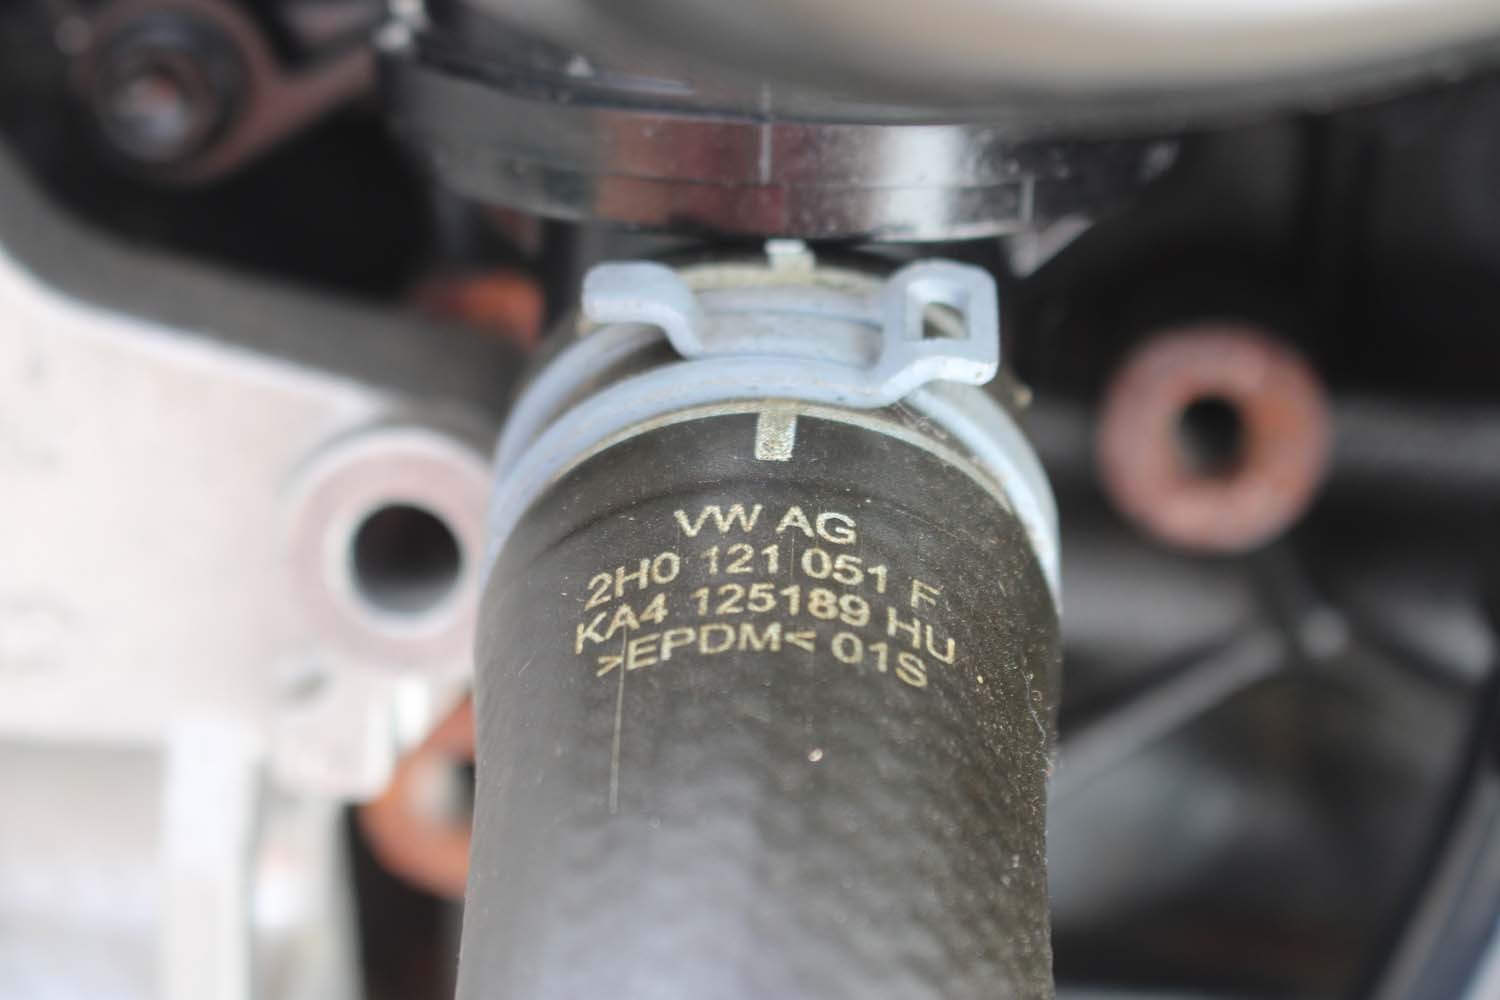 VW AG
2H0 121 051 F
KA4 125189 HU
>EPDM< 01S